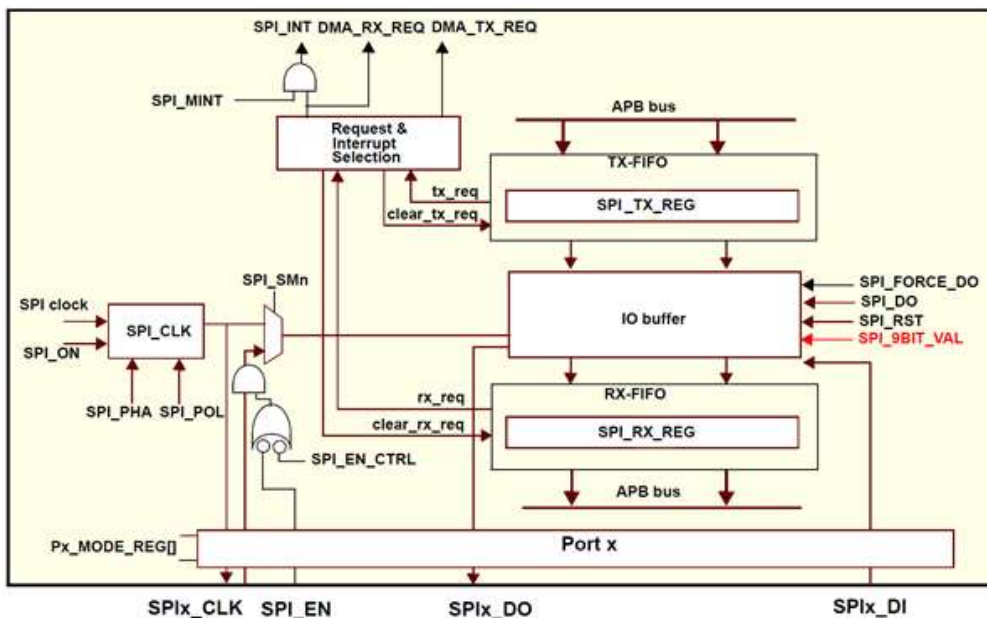 SPI_INT DMA_RX_REQ DMA_TX_REQ
SPI_MINT
APB bus
Request &
Interrupt
Selection
TX-FIFO
tx_req
SPI_TX_REG
clear_tx_req
SPI_SMn
SPI_FORCE_DO
SPI clock
SPI_DO
SPI_CLK
IO buffer
SPI_RST
SPI_ON
SPI_9BIT_VAL
SPI_PHA SPI_POL
rx_req
RX-FIFO
clear_rx_req
SPI_RX_REG
SPI_EN_CTRL
APB bus
Px_MODE_REG[]
Port x
SPIx_CLK SPI_EN SPIx_DO SPIx_DI